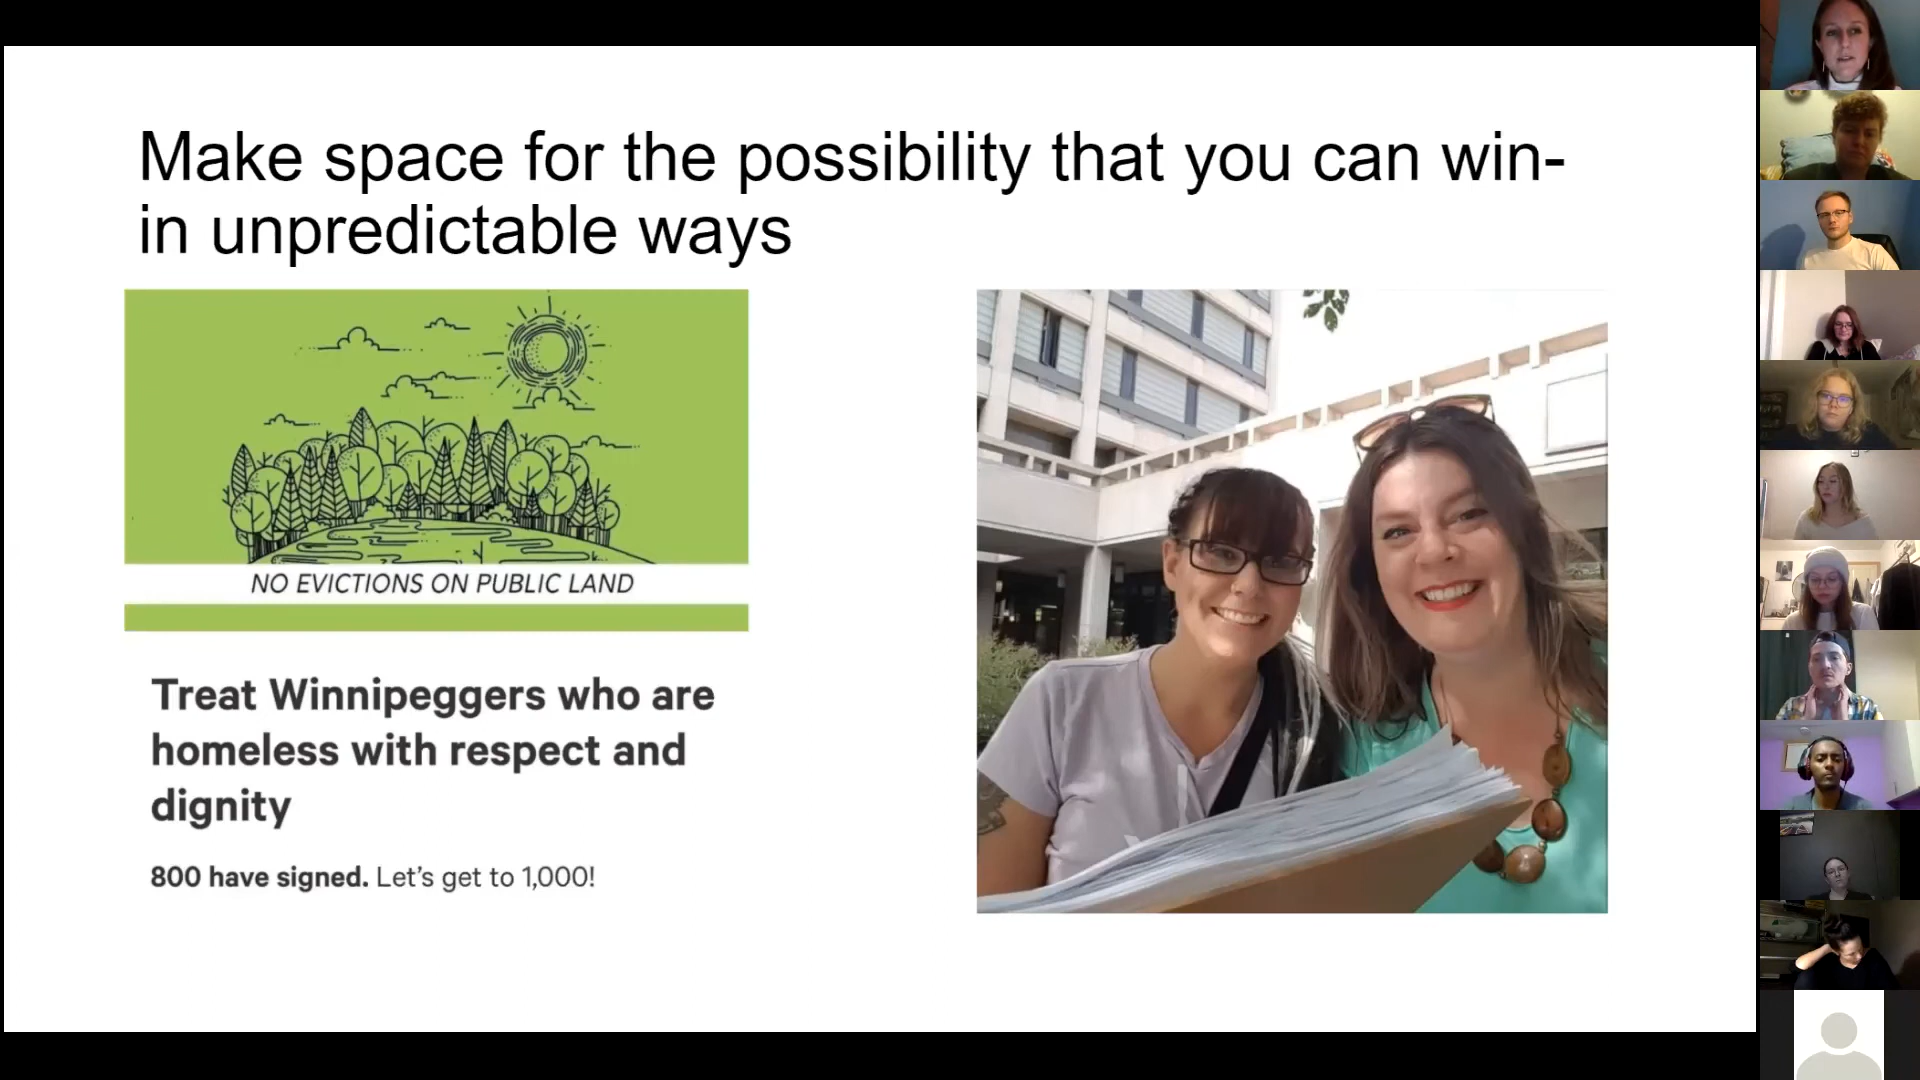 Make space for the possibility that you can win-
in unpredictable ways
NO EVICTIONS ON PUBLIC LAND
Treat Winnipeggers who are
homeless with respect and
dignity
800 have signed. Let's get to 1,000!